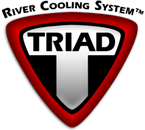 RIVER COOLING SYSTEM™
TRIAD